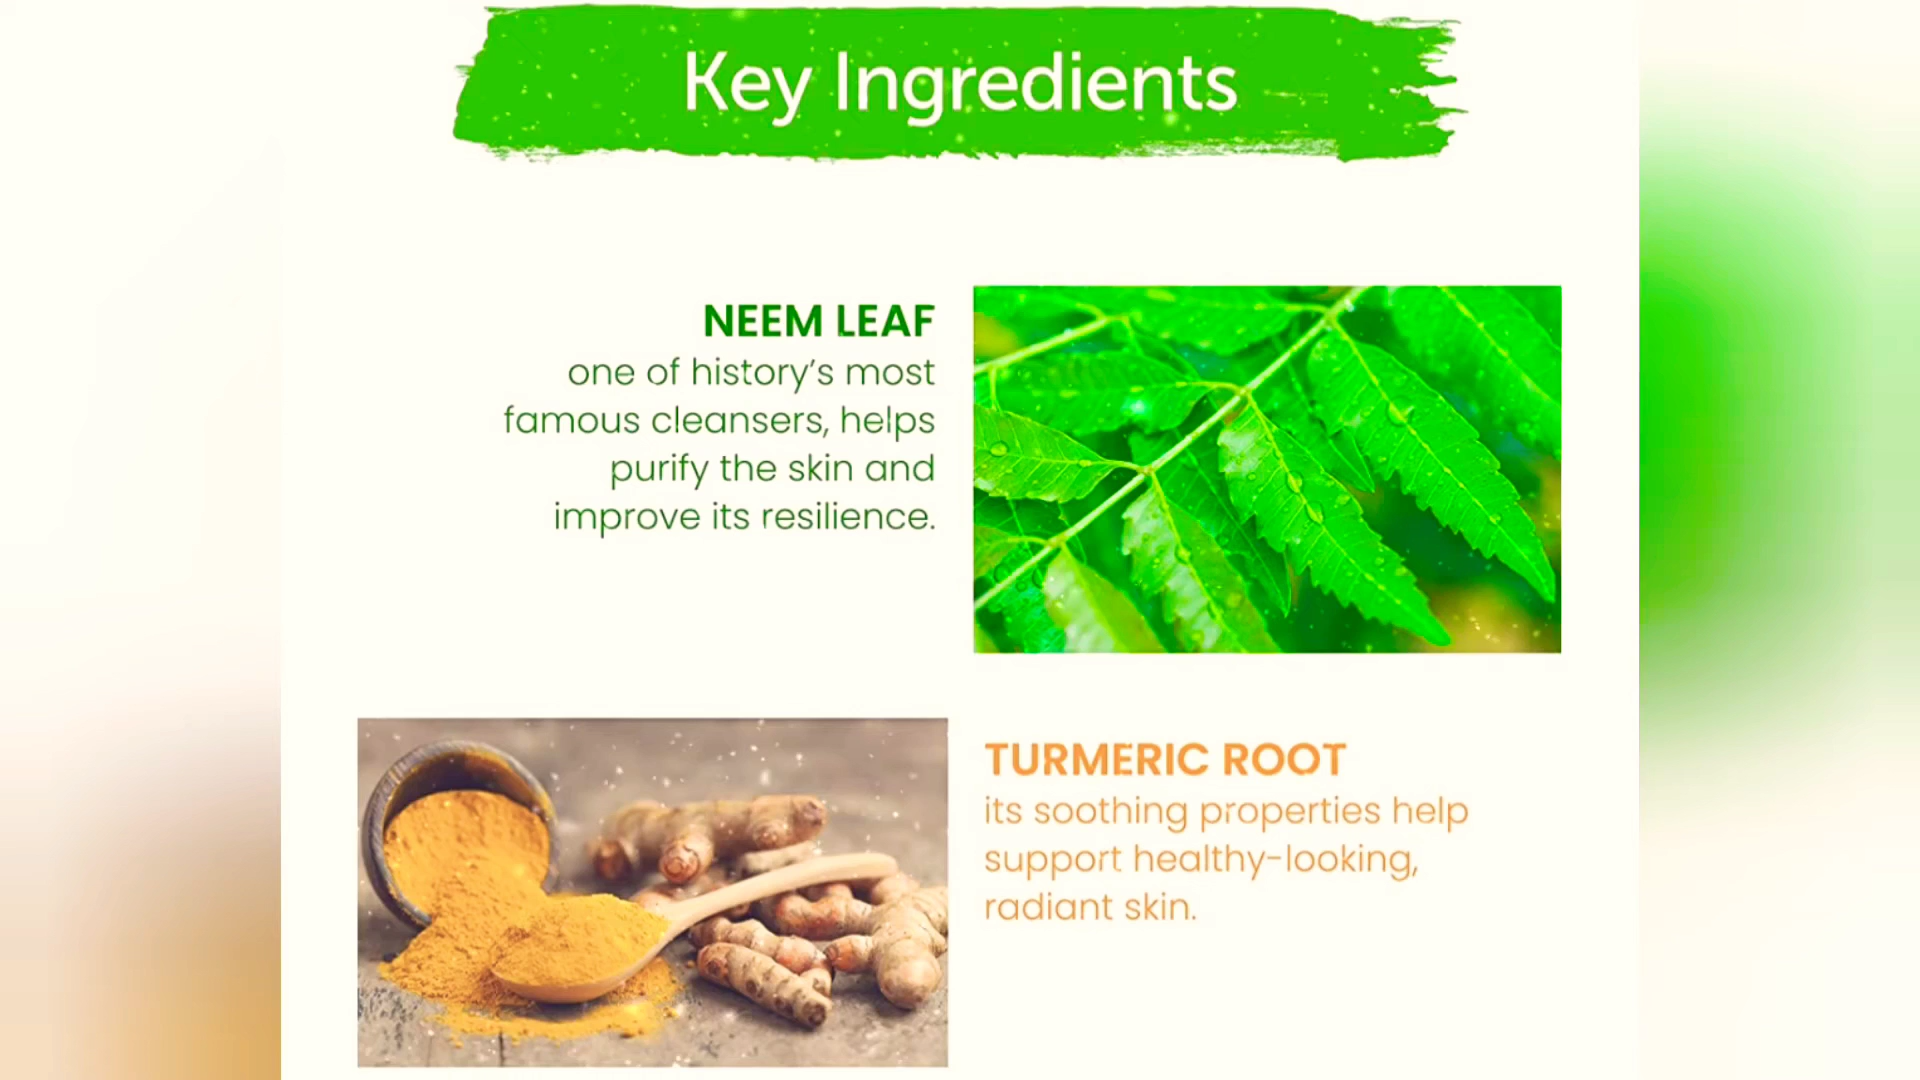 Key Ingredients
NEEM LEAF
one of history’s most
famous cleansers, helps
purify the skin and
improve its resilience.
TURMERIC ROOT
its soothing properties help
support healthy-looking,
radiant skin.